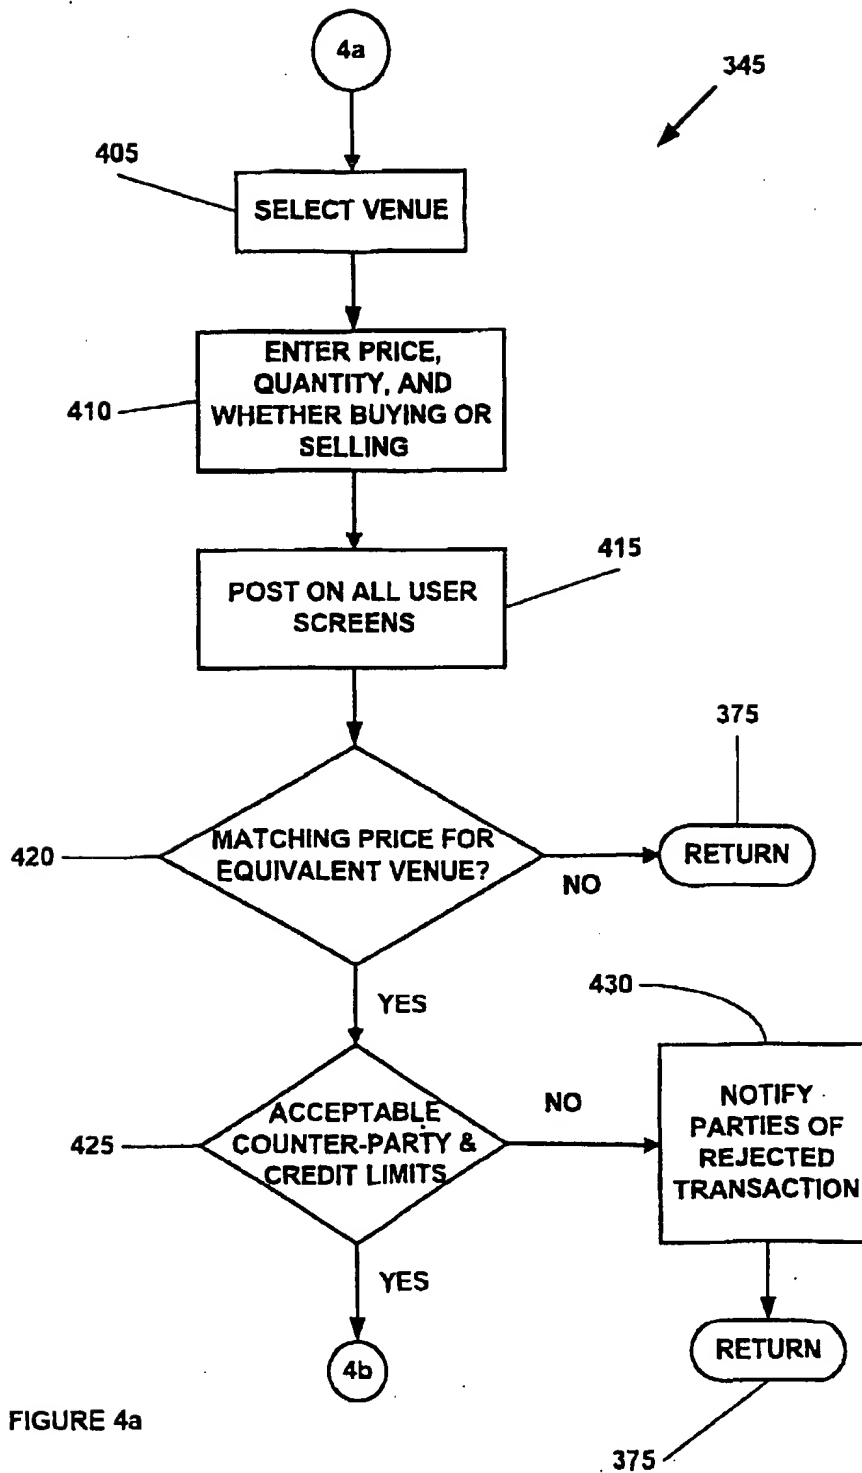 4a
345
405
SELECT VENUE
ENTER PRICE,
QUANTITY, AND
WHETHER BUYING OR
SELLING
410
415
POST ON ALL USER
SCREENS
375
MATCHING PRICE FOR
EQUIVALENT VENUE?
420
RETURN
NO
YES
430
ACCEPTABLE
COUNTER-PARTY &
CREDIT LIMITS
425
NO
NOTIFY
PARTIES OF
REJECTED
TRANSACTION
YES
4b
RETURN
FIGURE 4a
375